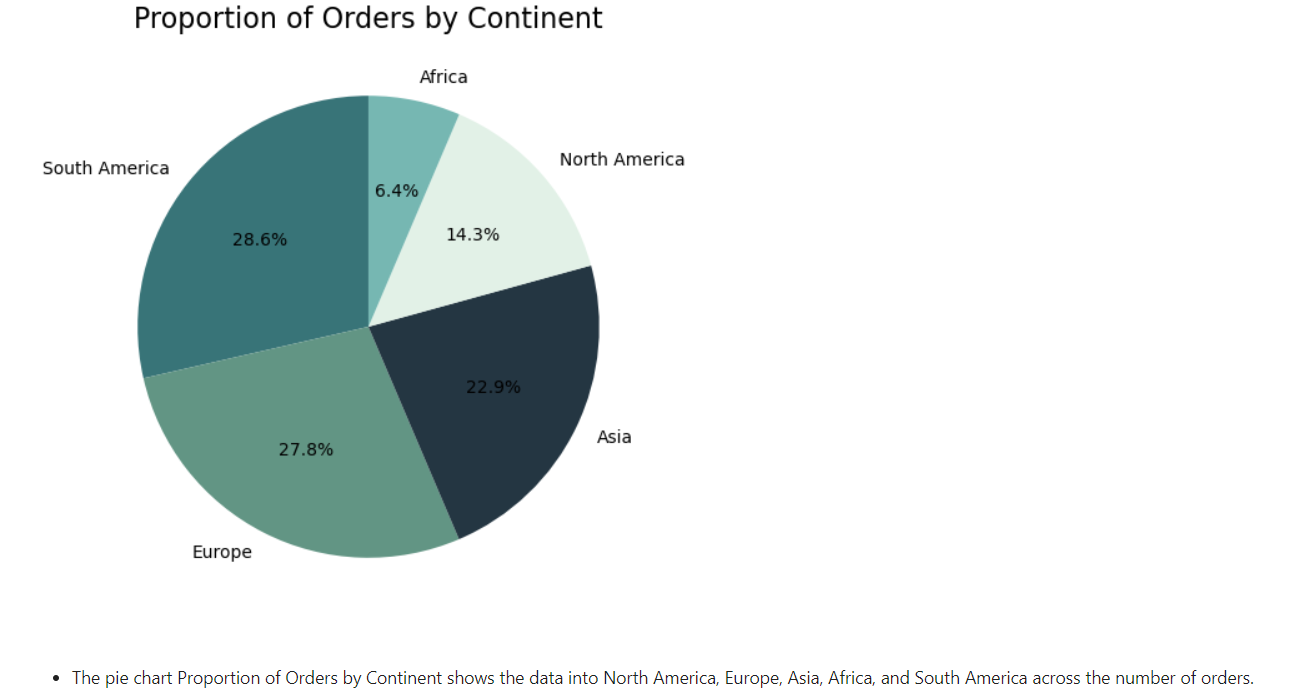 Proportion of Orders by Continent
Africa
South America
North America
6.4%
14.3%
28.6%
22.9%
Asia
27.8%
Europe
• The pie chart Proportion of Orders by Continent shows the data into North America, Europe, Asia, Africa, and South America across the number of orders.